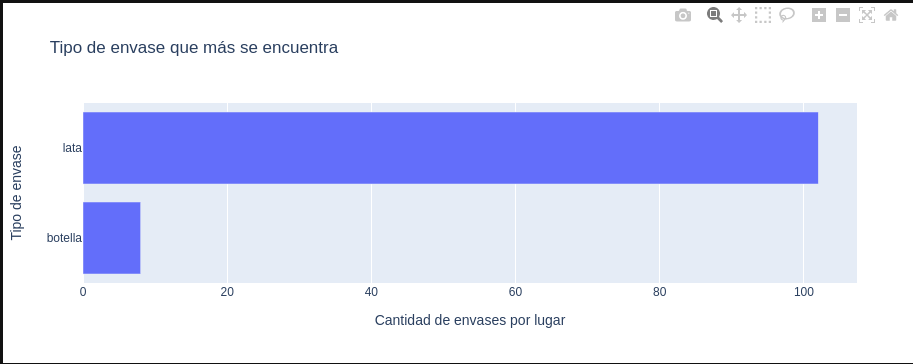 Tipo de envase que más se encuentra
Tipo de envase
lata
botella
0 20 40 60 80 100
Cantidad de envases por lugar